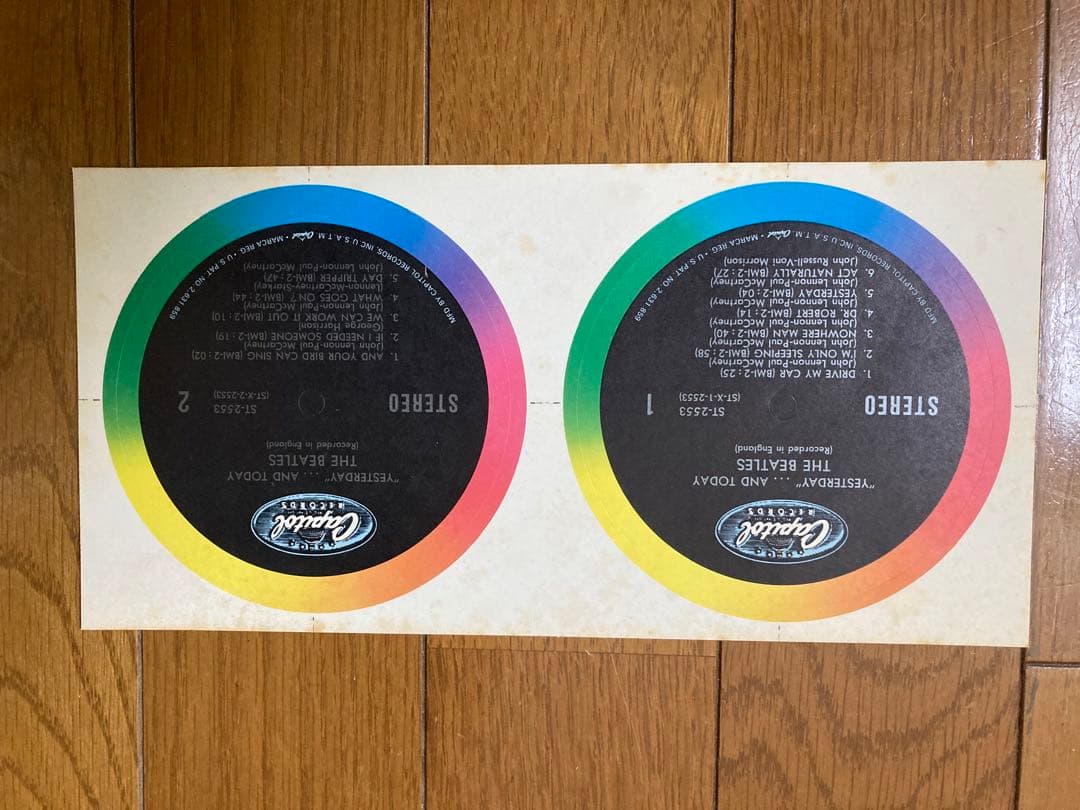 Capitol
RECORDS
"YESTERDAY" ... AND TODAY
THE BEATLES
(Recorded in England)
STEREO
1
ST-2553
(ST-X-1-2553)
1. DRIVE MY CAR (BMI-2:25)
(John Lennon-Paul McCartney)
2. I'M ONLY SLEEPING (BMI-2:58)
(John Lennon-Paul McCartney)
3. NOWHERE MAN (BMI-2:40)
(John Lennon-Paul McCartney)
4. DR. ROBERT (BMI-2:14)
(John Lennon-Paul McCartney)
5. YESTERDAY (BMI-2:04)
(John Lennon-Paul McCartney)
6. ACT NATURALLY (BMI-2:27)
(John Russell-Voni Morrison)
MFD BY CAPITOL RECORDS, INC. U.S.A. T.M. Capitol • MARCA REG. • U.S. PAT. NO. 2,631,859
Capitol
RECORDS
"YESTERDAY" ... AND TODAY
THE BEATLES
(Recorded in England)
STEREO
2
ST-2553
(ST-X-2-2553)
1. AND YOUR BIRD CAN SING (BMI-2:02)
(John Lennon-Paul McCartney)
2. IF I NEEDED SOMEONE (BMI-2:19)
(George Harrison)
3. WE CAN WORK IT OUT (BMI-2:10)
(John Lennon-Paul McCartney)
4. WHAT GOES ON? (BMI-2:44)
(John Lennon-Paul McCartney-Starkey)
5. DAY TRIPPER (BMI-2:47)
(John Lennon-Paul McCartney)
MFD BY CAPITOL RECORDS, INC. U.S.A. T.M. Capitol • MARCA REG. • U.S. PAT. NO. 2,631,859